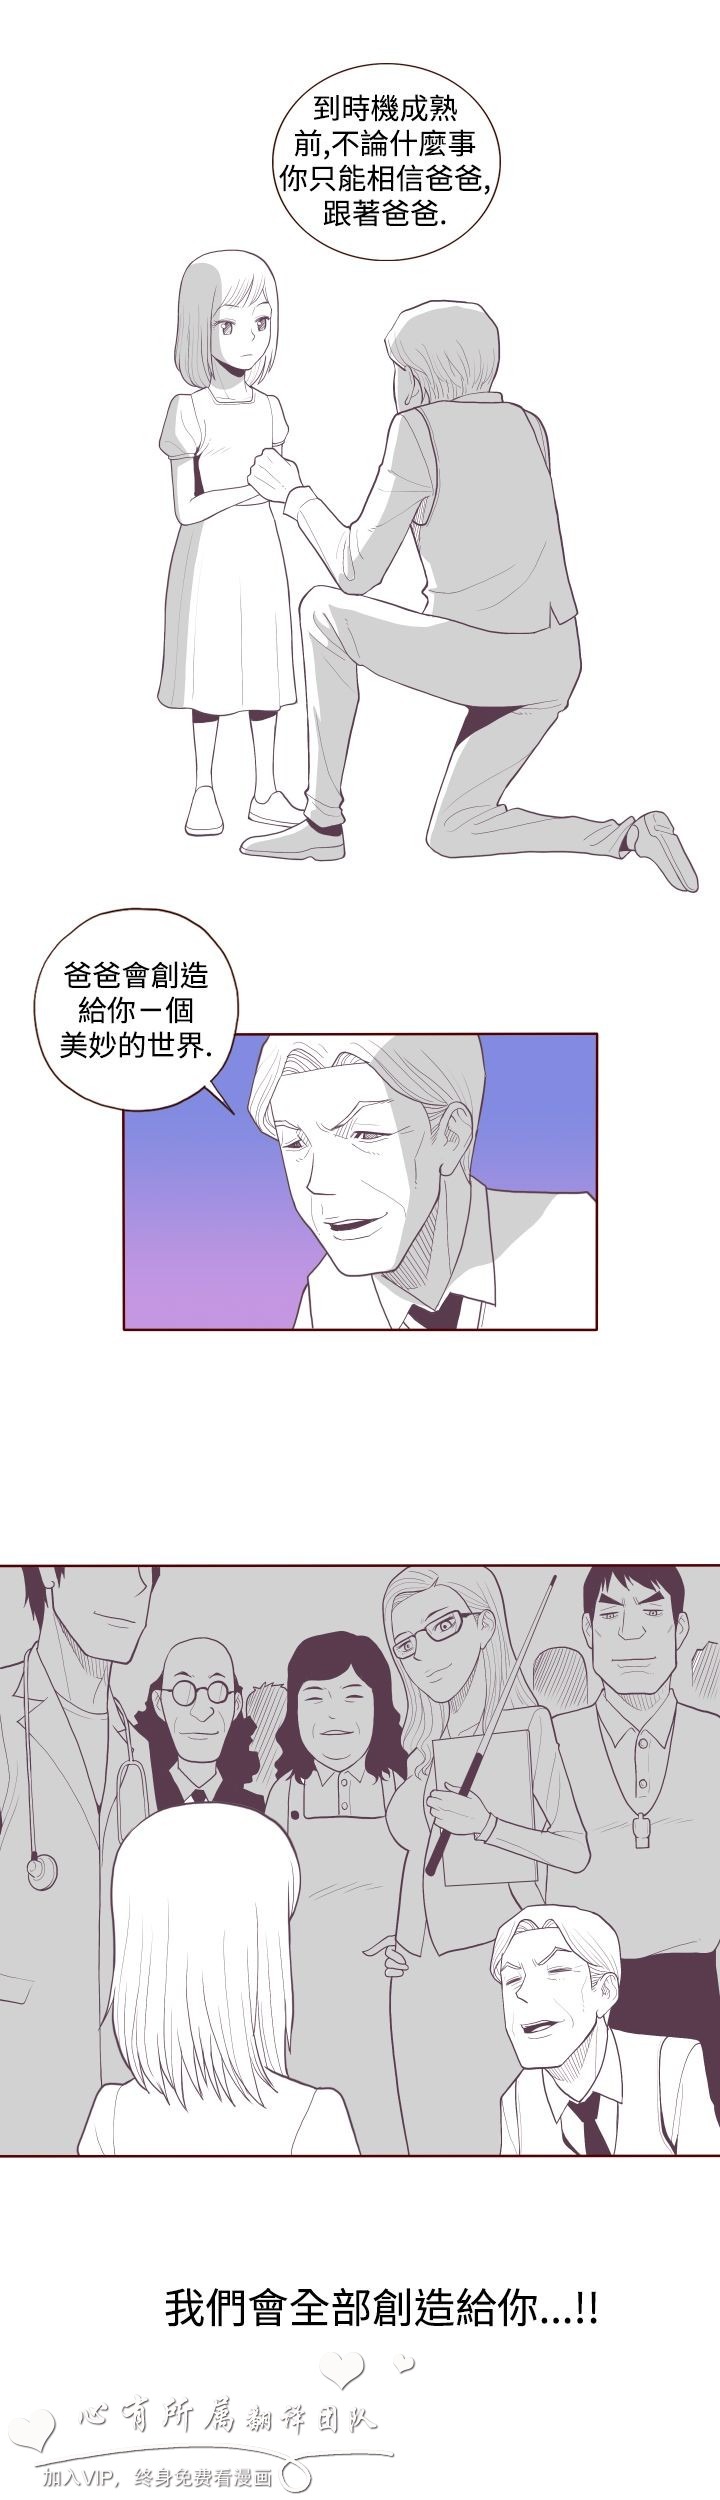 到時機成熟
前,不論什麼事
你只能相信爸爸,
跟著爸爸.
爸爸會創造
給你一個
美妙的世界.
我們會全部創造給你...!!
心有所属翻译团队
加入VIP，终身免费看漫画